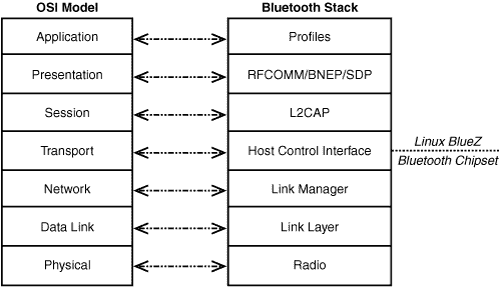 OSI Model Bluetooth Stack
Application Profiles
Presentation RFCOMM/BNEP/SDP
Session L2CAP
Transport Host Control Interface Linux BlueZ
Bluetooth Chipset
Network Link Manager
Data Link Link Layer
Physical Radio